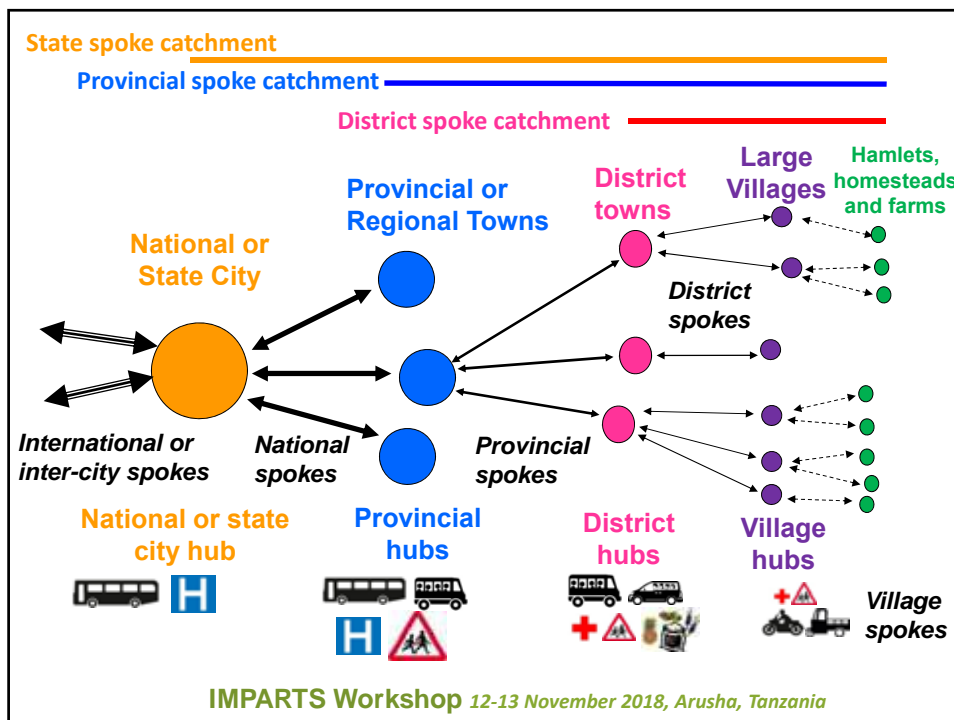 State spoke catchment
Provincial spoke catchment
District spoke catchment
Large
Villages
Hamlets,
homesteads
and farms
Provincial or
Regional Towns
District
towns
National or
State City
District
spokes
International or
inter-city spokes
National
spokes
Provincial
spokes
National or state
city hub
Provincial
hubs
District
hubs
Village
hubs
H
H
Village
spokes
IMPARTS Workshop 12-13 November 2018, Arusha, Tanzania